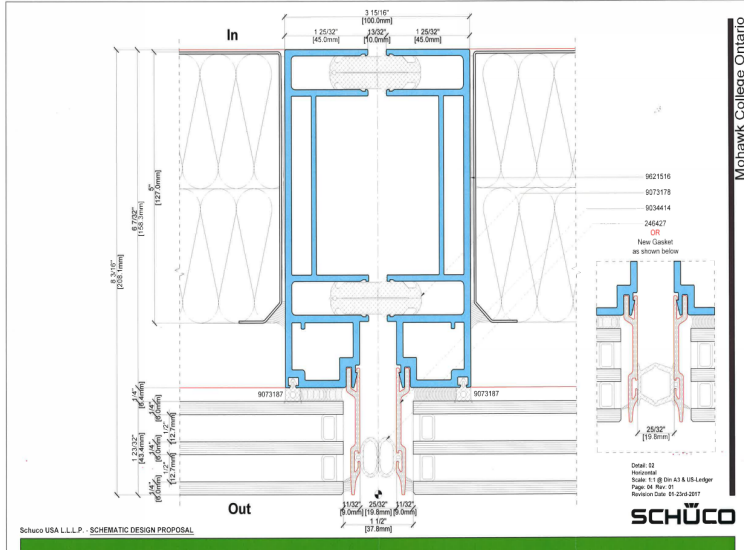 3 15/16"
[100.0mm]
1 25/32"
[45.0mm]
13/32"
[10.0mm]
1 25/32"
[45.0mm]
In
Mohawk College Ontario
8 3/16"
[208.1mm]
6 7/32"
[158.3mm]
5"
[127.0mm]
9621516
9073178
9034414
246427
OR
New Gasket
as shown below
9073187
9073187
1/4"
[6.4mm]
1 23/32"
[43.4mm]
1/4"
[6.0mm]
1/2"
[12.7mm]
1/4"
[6.0mm]
1/2"
[12.7mm]
1/4"
[6.0mm]
25/32"
[19.8mm]
Out
11/32"
[9.0mm]
25/32"
[19.8mm]
11/32"
[9.0mm]
1 1/2"
[37.8mm]
Detail: 02
Horizontal
Scale: 1:1 @ Din A3 & US-Ledger
Page: 04 Rev: 01
Revision Date: 01-23rd-2017
SCHÜCO
Schuco USA L.L.L.P. - SCHEMATIC DESIGN PROPOSAL